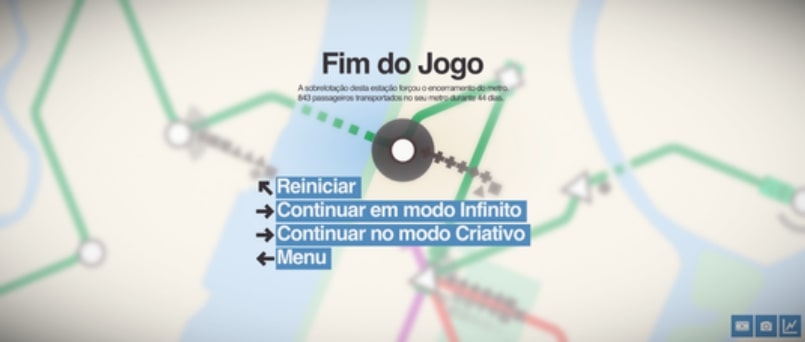 Fim do Jogo
A sobrelotação desta estação forçou o encerramento do metro.
843 passageiros transportados no seu metro durante 44 dias.
Reiniciar
Continuar em modo Infinito
Continuar no modo Criativo
Menu